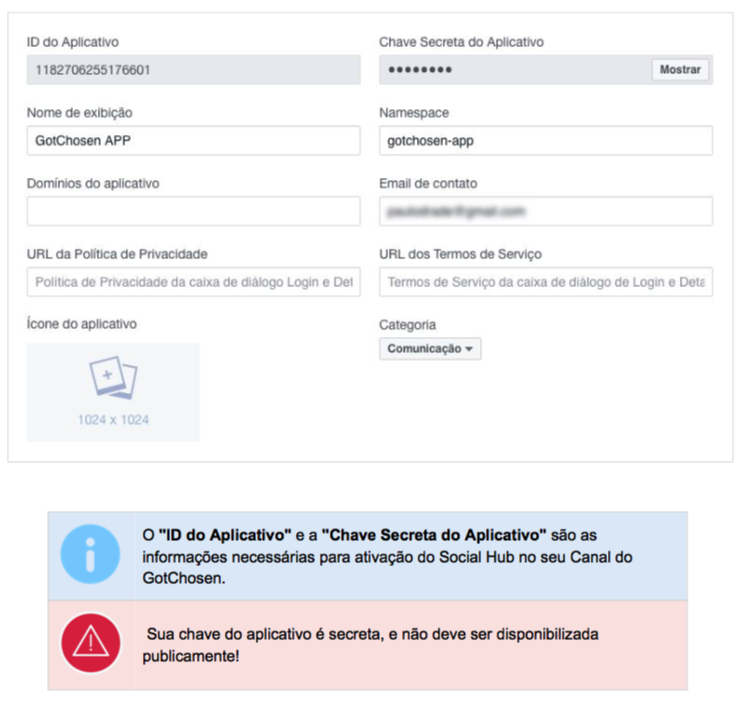 ID do Aplicativo
Chave Secreta do Aplicativo
1182706255176601
Mostrar
Nome de exibição
Namespace
GotChosen APP
gotchosen-app
Domínios do aplicativo
Email de contato
URL da Política de Privacidade
URL dos Termos de Serviço
Política de Privacidade da caixa de diálogo Login e Det
Termos de Serviço da caixa de diálogo de Login e Deta
Ícone do aplicativo
Categoria
Comunicação
1024 x 1024
O "ID do Aplicativo" e a "Chave Secreta do Aplicativo" são as
informações necessárias para ativação do Social Hub no seu Canal do
GotChosen.
Sua chave do aplicativo é secreta, e não deve ser disponibilizada
publicamente!